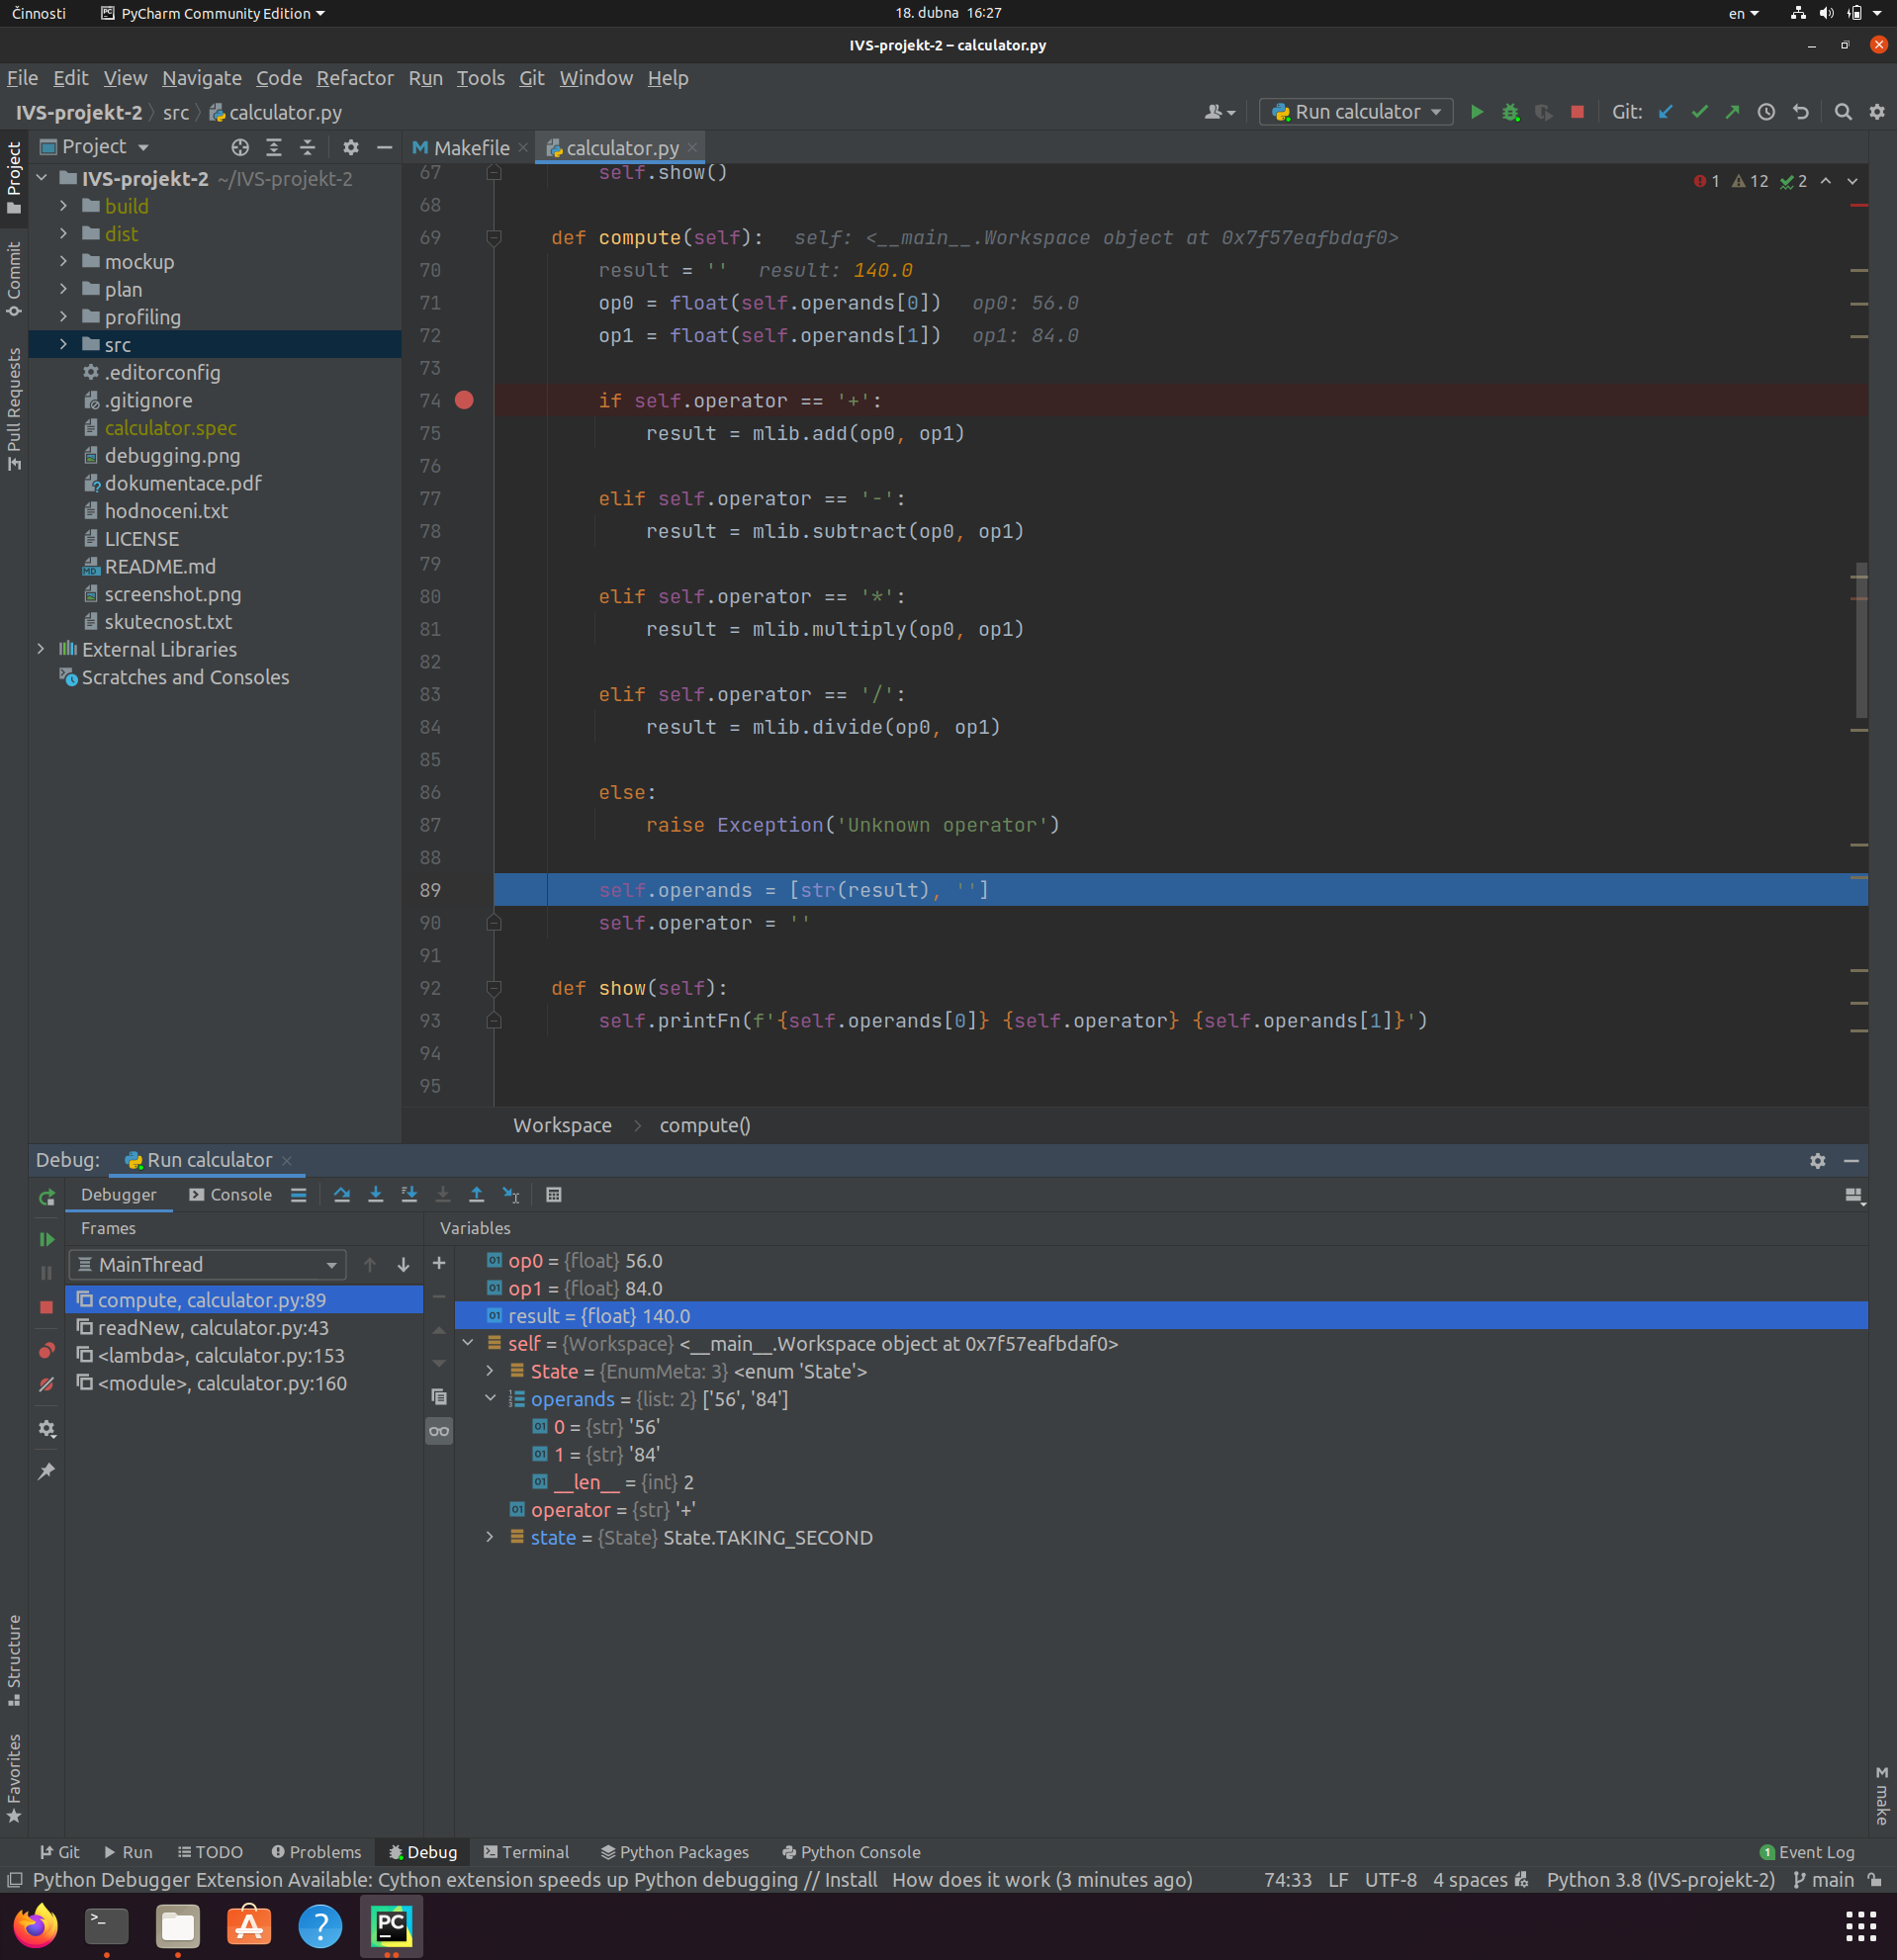 Činnosti PyCharm Community Edition 18. dubna 16:27 en
IVS-projekt-2 – calculator.py
File Edit View Navigate Code Refactor Run Tools Git Window Help
IVS-projekt-2 src calculator.py Run calculator Git:
Project
Commit
Pull Requests
Structure
Favorites
Project
IVS-projekt-2 ~/IVS-projekt-2
build
dist
mockup
plan
profiling
src
.editorconfig
.gitignore
calculator.spec
debugging.png
dokumentace.pdf
hodnoceni.txt
LICENSE
README.md
screenshot.png
skutecnost.txt
External Libraries
Scratches and Consoles
Makefile calculator.py
1 12 2
67 self.show()
68
69 def compute(self): self: <__main__.Workspace object at 0x7f57eafbdaf0>
70 result = '' result: 140.0
71 op0 = float(self.operands[0]) op0: 56.0
72 op1 = float(self.operands[1]) op1: 84.0
73
74 if self.operator == '+':
75 result = mlib.add(op0, op1)
76
77 elif self.operator == '-':
78 result = mlib.subtract(op0, op1)
79
80 elif self.operator == '*':
81 result = mlib.multiply(op0, op1)
82
83 elif self.operator == '/':
84 result = mlib.divide(op0, op1)
85
86 else:
87 raise Exception('Unknown operator')
88
89 self.operands = [str(result), '']
90 self.operator = ''
91
92 def show(self):
93 self.printFn(f'{self.operands[0]} {self.operator} {self.operands[1]}')
94
95
Workspace compute()
Debug: Run calculator
Debugger Console
Frames
MainThread
compute, calculator.py:89
readNew, calculator.py:43
<lambda>, calculator.py:153
<module>, calculator.py:160
Variables
op0 = {float} 56.0
op1 = {float} 84.0
result = {float} 140.0
self = {Workspace} <__main__.Workspace object at 0x7f57eafbdaf0>
State = {EnumMeta: 3} <enum 'State'>
operands = {list: 2} ['56', '84']
0 = {str} '56'
1 = {str} '84'
__len__ = {int} 2
operator = {str} '+'
state = {State} State.TAKING_SECOND
make
Git Run TODO Problems Debug Terminal Python Packages Python Console 1 Event Log
Python Debugger Extension Available: Cython extension speeds up Python debugging // Install How does it work (3 minutes ago) 74:33 LF UTF-8 4 spaces Python 3.8 (IVS-projekt-2) main